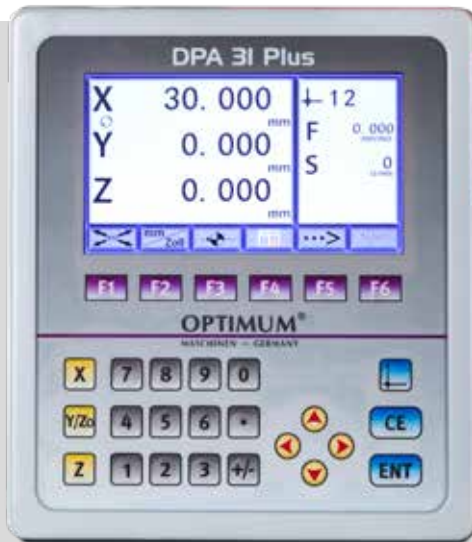 DPA 31 Plus
X 30. 000 mm
12
Y 0. 000 mm
F 0. 000
Z 0. 000 mm
S 0
mm Zoll
F1 F2 F3 F4 F5 F6
OPTIMUM®
MASCHINEN – GERMANY
X 7 8 9 0
Y/Zo 4 5 6 • CE
Z 1 2 3 +/- ENT